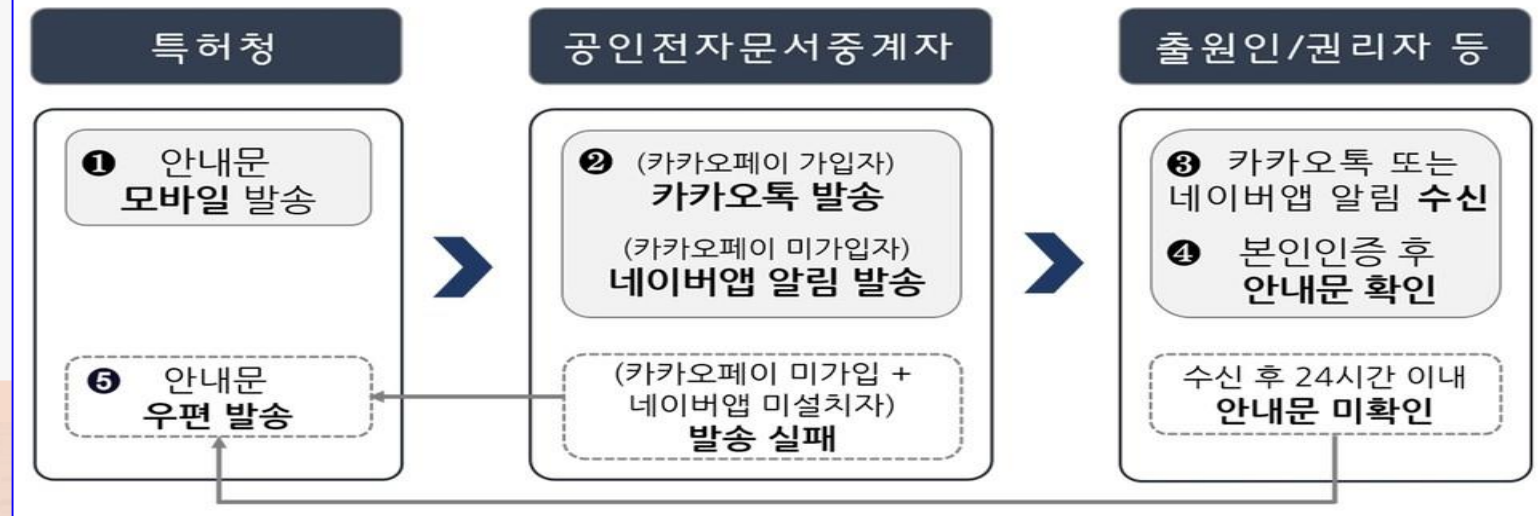 특허청
공인전자문서중계자
출원인/권리자 등
❶ 안내문
모바일 발송
❷ (카카오페이 가입자)
카카오톡 발송
(카카오페이 미가입자)
네이버앱 알림 발송
❸ 카카오톡 또는
네이버앱 알림 수신
❹ 본인인증 후
안내문 확인
❺ 안내문
우편 발송
(카카오페이 미가입 +
네이버앱 미설치자)
발송 실패
수신 후 24시간 이내
안내문 미확인